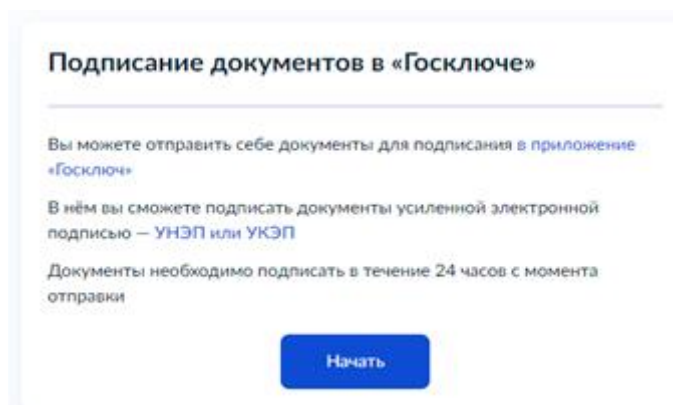 Подписание документов в «Госключе»
Вы можете отправить себе документы для подписания в приложение
«Госключ»
В нём вы сможете подписать документы усиленной электронной
подписью — УНЭП или УКЭП
Документы необходимо подписать в течение 24 часов с момента
отправки
Начать